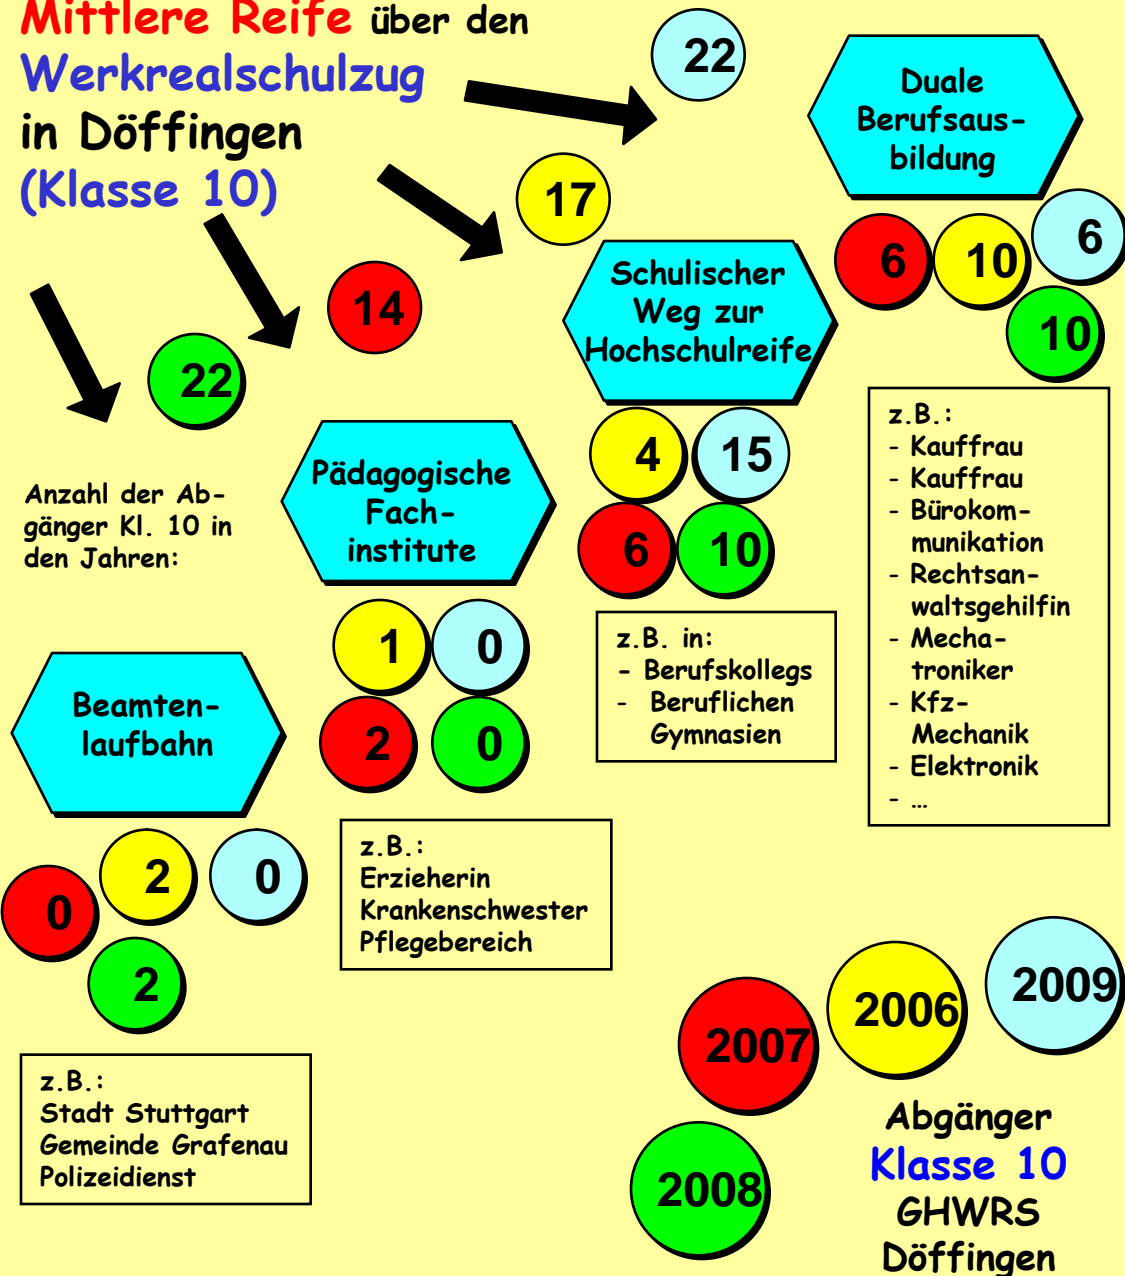 Mittlere Reife über den
Werkrealschulzug
in Döffingen
(Klasse 10)
22
17
14
22
Duale
Berufsaus-
bildung
6 10 6
10
z.B.:
- Kauffrau
- Kauffrau
- Bürokom-
munikation
- Rechtsan-
waltsgehilfin
- Mecha-
troniker
- Kfz-
Mechanik
- Elektronik
- …
Schulischer
Weg zur
Hochschulreife
4 15
6 10
z.B. in:
- Berufskollegs
- Beruflichen
Gymnasien
Anzahl der Ab-
gänger Kl. 10 in
den Jahren:
Pädagogische
Fach-
institute
1 0
2 0
z.B.:
Erzieherin
Krankenschwester
Pflegebereich
Beamten-
laufbahn
0 2 0
2
z.B.:
Stadt Stuttgart
Gemeinde Grafenau
Polizeidienst
2007 2006 2009
2008
Abgänger
Klasse 10
GHWRS
Döffingen